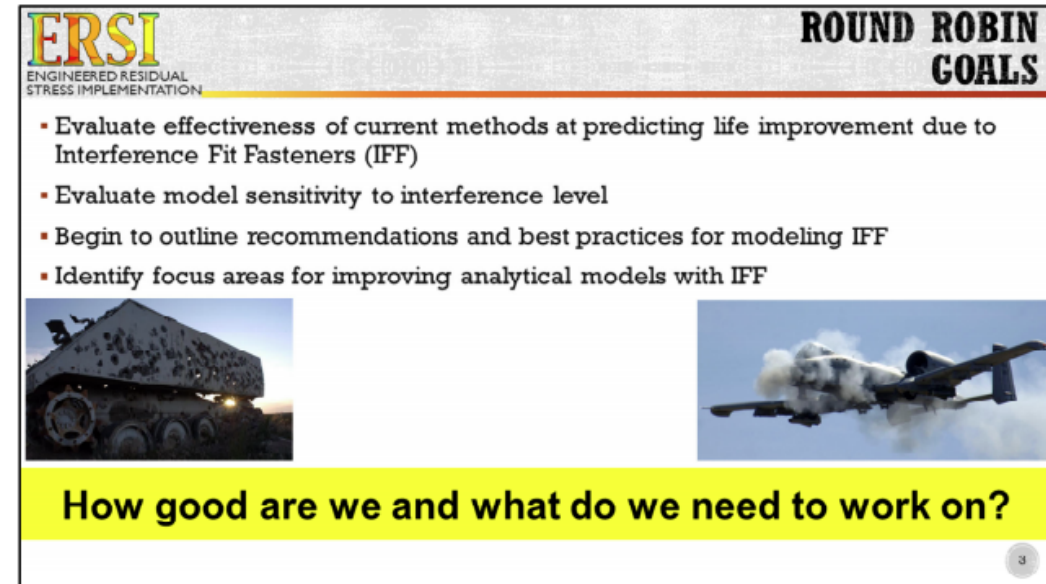 ERSI
ENGINEERED RESIDUAL
STRESS IMPLEMENTATION
ROUND ROBIN
GOALS
▪ Evaluate effectiveness of current methods at predicting life improvement due to
Interference Fit Fasteners (IFF)
▪ Evaluate model sensitivity to interference level
▪ Begin to outline recommendations and best practices for modeling IFF
▪ Identify focus areas for improving analytical models with IFF
How good are we and what do we need to work on?
3